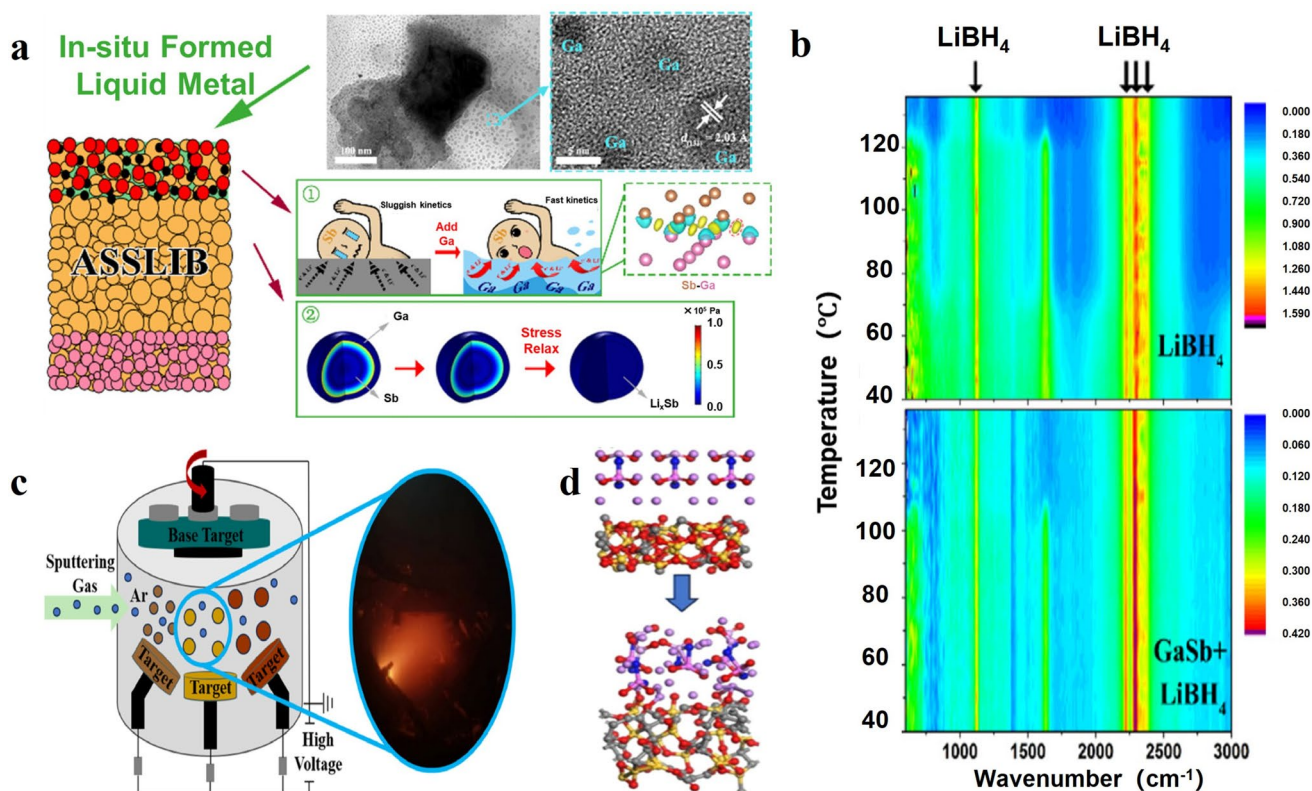 a
In-situ Formed
Liquid Metal
ASSLIB
100 nm
Ga
Ga
2.03 Å
Ga
5 nm
Ga
①
Sluggish kinetics
Sb
Add
Ga
Fast kinetics
Sb
Ga Ga Ga Ga
Sb-Ga
②
Ga
Sb
Stress
Relax
LiₓSb
×10⁵ Pa
1.0
0.5
0.0
b
LiBH₄ LiBH₄
Temperature (°C)
120
100
80
60
40
LiBH₄
0.000
0.180
0.360
0.540
0.720
0.900
1.080
1.260
1.440
1.590
120
100
80
60
40
GaSb+
LiBH₄
0.000
0.060
0.120
0.180
0.240
0.300
0.360
0.420
1000 1500 2000 2500 3000
Wavenumber (cm⁻¹)
c
Base Target
Sputtering
Gas
Ar
Target
Target
Target
High
Voltage
d